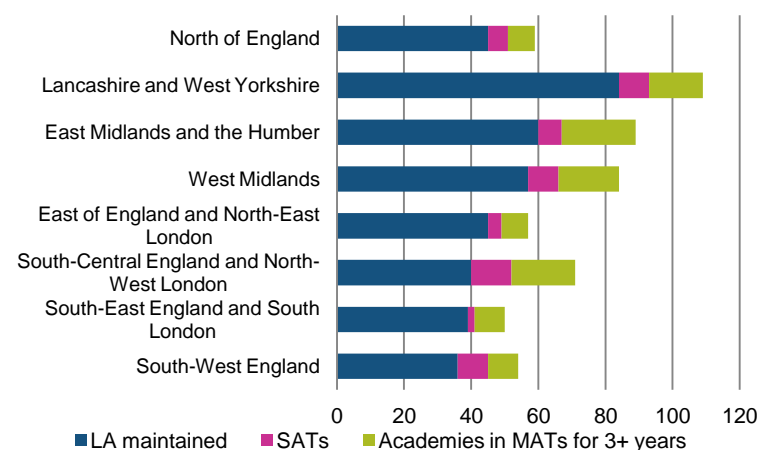 North of England
Lancashire and West Yorkshire
East Midlands and the Humber
West Midlands
East of England and North-East
London
South-Central England and North-
West London
South-East England and South
London
South-West England
0 20 40 60 80 100 120
LA maintained SATs Academies in MATs for 3+ years